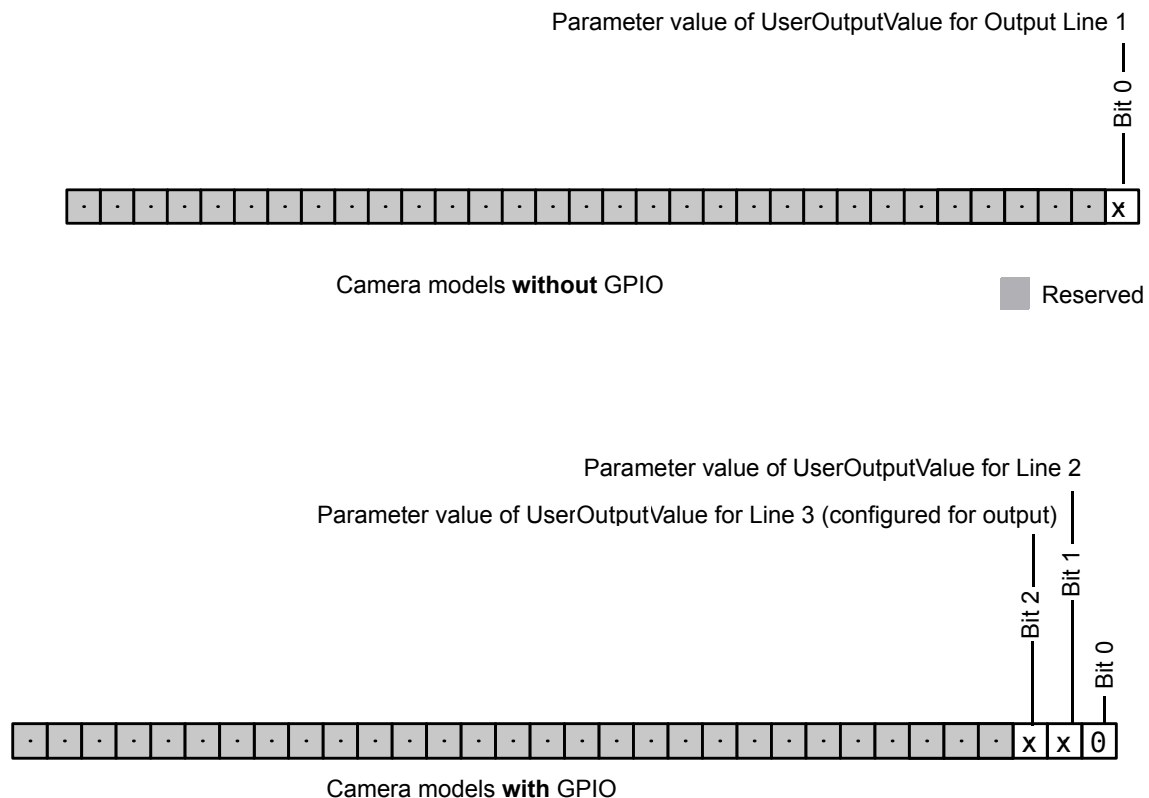 Parameter value of UserOutputValue for Output Line 1
Bit 0
· · · · · · · · · · · · · · · · · · · · · · · · · · · · · · · x
Camera models without GPIO
Reserved
Parameter value of UserOutputValue for Line 2
Parameter value of UserOutputValue for Line 3 (configured for output)
Bit 2
Bit 1
Bit 0
· · · · · · · · · · · · · · · · · · · · · · · · · · · · · x x 0
Camera models with GPIO